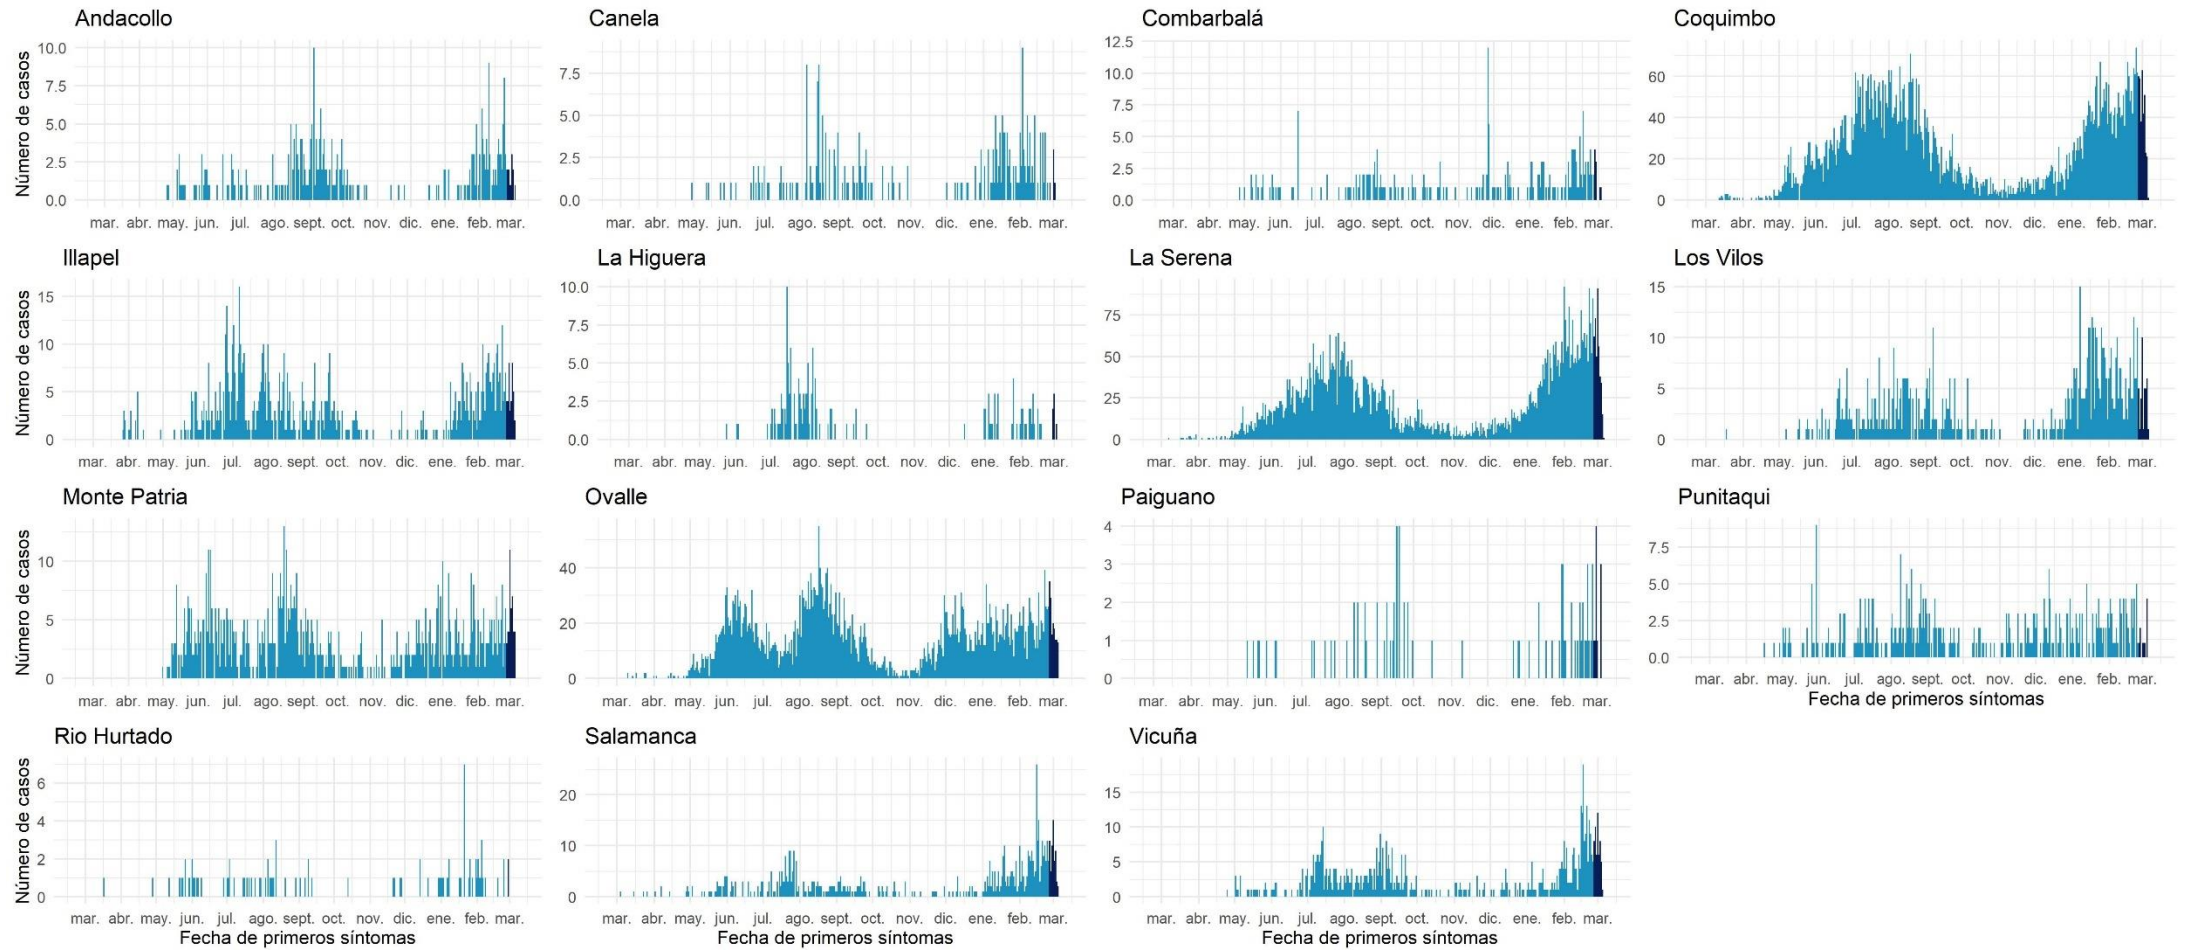 Andacollo
Número de casos
10.0
7.5
5.0
2.5
0.0
mar. abr. may. jun. jul. ago. sept. oct. nov. dic. ene. feb. mar.
Canela
7.5
5.0
2.5
0.0
mar. abr. may. jun. jul. ago. sept. oct. nov. dic. ene. feb. mar.
Combarbalá
12.5
10.0
7.5
5.0
2.5
0.0
mar. abr. may. jun. jul. ago. sept. oct. nov. dic. ene. feb. mar.
Coquimbo
60
40
20
0
mar. abr. may. jun. jul. ago. sept. oct. nov. dic. ene. feb. mar.
Illapel
Número de casos
15
10
5
0
mar. abr. may. jun. jul. ago. sept. oct. nov. dic. ene. feb. mar.
La Higuera
10.0
7.5
5.0
2.5
0.0
mar. abr. may. jun. jul. ago. sept. oct. nov. dic. ene. feb. mar.
La Serena
75
50
25
0
mar. abr. may. jun. jul. ago. sept. oct. nov. dic. ene. feb. mar.
Los Vilos
15
10
5
0
mar. abr. may. jun. jul. ago. sept. oct. nov. dic. ene. feb. mar.
Monte Patria
Número de casos
10
5
0
mar. abr. may. jun. jul. ago. sept. oct. nov. dic. ene. feb. mar.
Ovalle
40
20
0
mar. abr. may. jun. jul. ago. sept. oct. nov. dic. ene. feb. mar.
Paiguano
4
3
2
1
0
mar. abr. may. jun. jul. ago. sept. oct. nov. dic. ene. feb. mar.
Punitaqui
7.5
5.0
2.5
0.0
mar. abr. may. jun. jul. ago. sept. oct. nov. dic. ene. feb. mar.
Fecha de primeros síntomas
Rio Hurtado
Número de casos
6
4
2
0
mar. abr. may. jun. jul. ago. sept. oct. nov. dic. ene. feb. mar.
Fecha de primeros síntomas
Salamanca
20
10
0
mar. abr. may. jun. jul. ago. sept. oct. nov. dic. ene. feb. mar.
Fecha de primeros síntomas
Vicuña
15
10
5
0
mar. abr. may. jun. jul. ago. sept. oct. nov. dic. ene. feb. mar.
Fecha de primeros síntomas